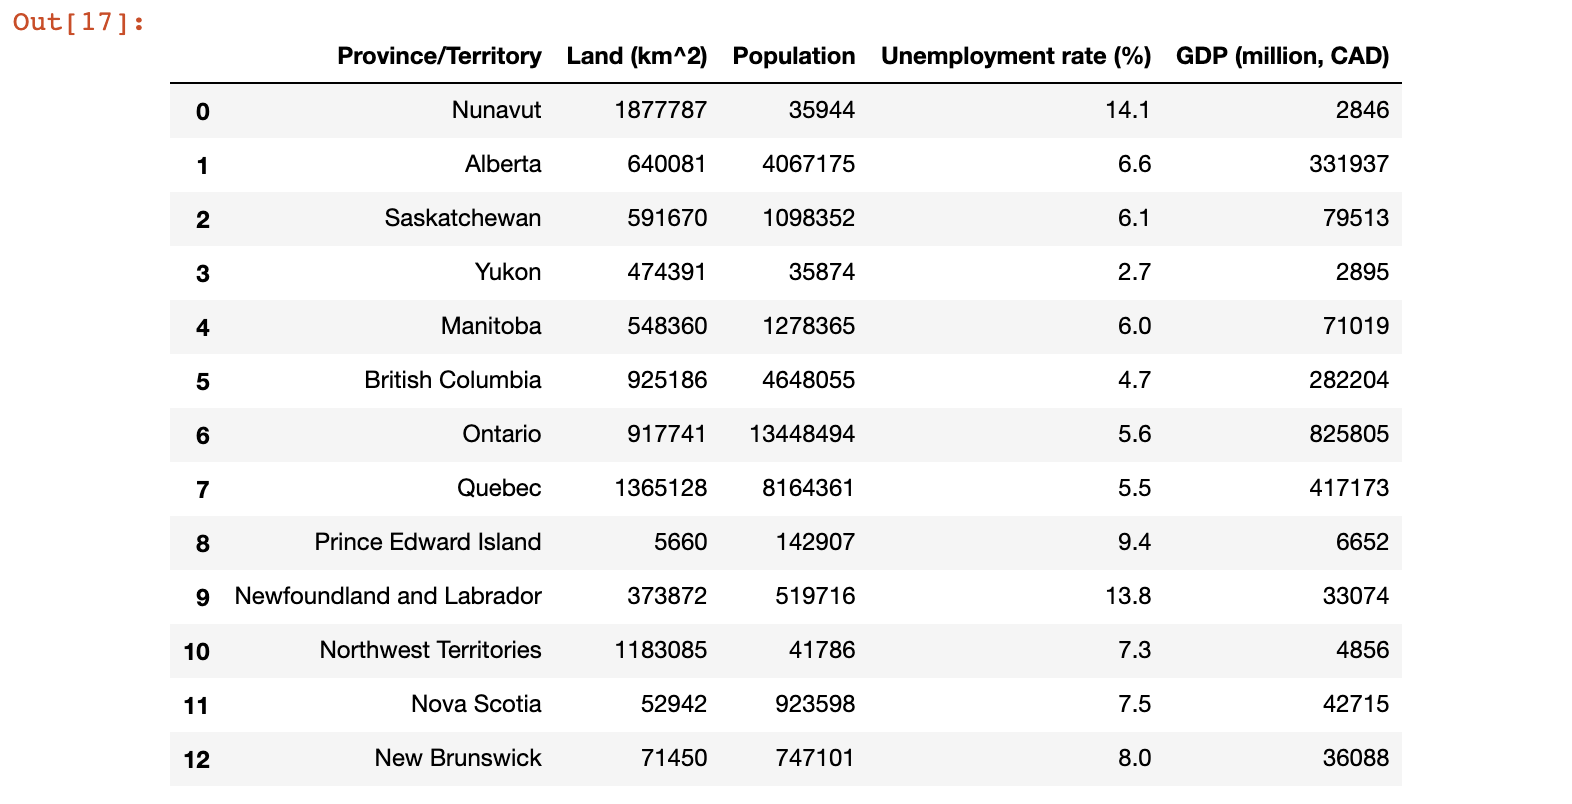 Out[17]:
Province/Territory Land (km^2) Population Unemployment rate (%) GDP (million, CAD)
0 Nunavut 1877787 35944 14.1 2846
1 Alberta 640081 4067175 6.6 331937
2 Saskatchewan 591670 1098352 6.1 79513
3 Yukon 474391 35874 2.7 2895
4 Manitoba 548360 1278365 6.0 71019
5 British Columbia 925186 4648055 4.7 282204
6 Ontario 917741 13448494 5.6 825805
7 Quebec 1365128 8164361 5.5 417173
8 Prince Edward Island 5660 142907 9.4 6652
9 Newfoundland and Labrador 373872 519716 13.8 33074
10 Northwest Territories 1183085 41786 7.3 4856
11 Nova Scotia 52942 923598 7.5 42715
12 New Brunswick 71450 747101 8.0 36088